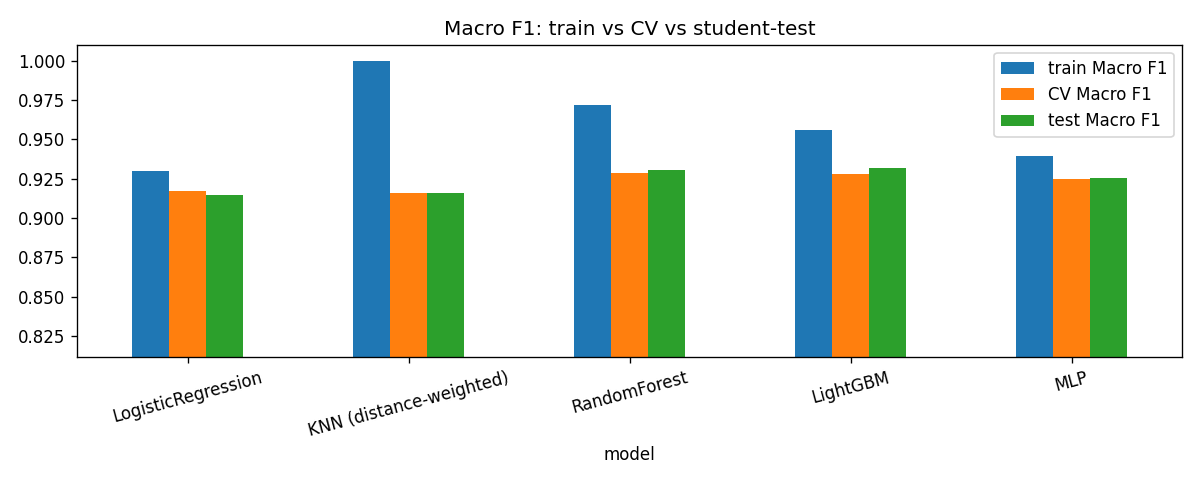 Macro F1: train vs CV vs student-test
train Macro F1
CV Macro F1
test Macro F1
1.000
0.975
0.950
0.925
0.900
0.875
0.850
0.825
LogisticRegression
KNN (distance-weighted)
RandomForest
LightGBM
MLP
model